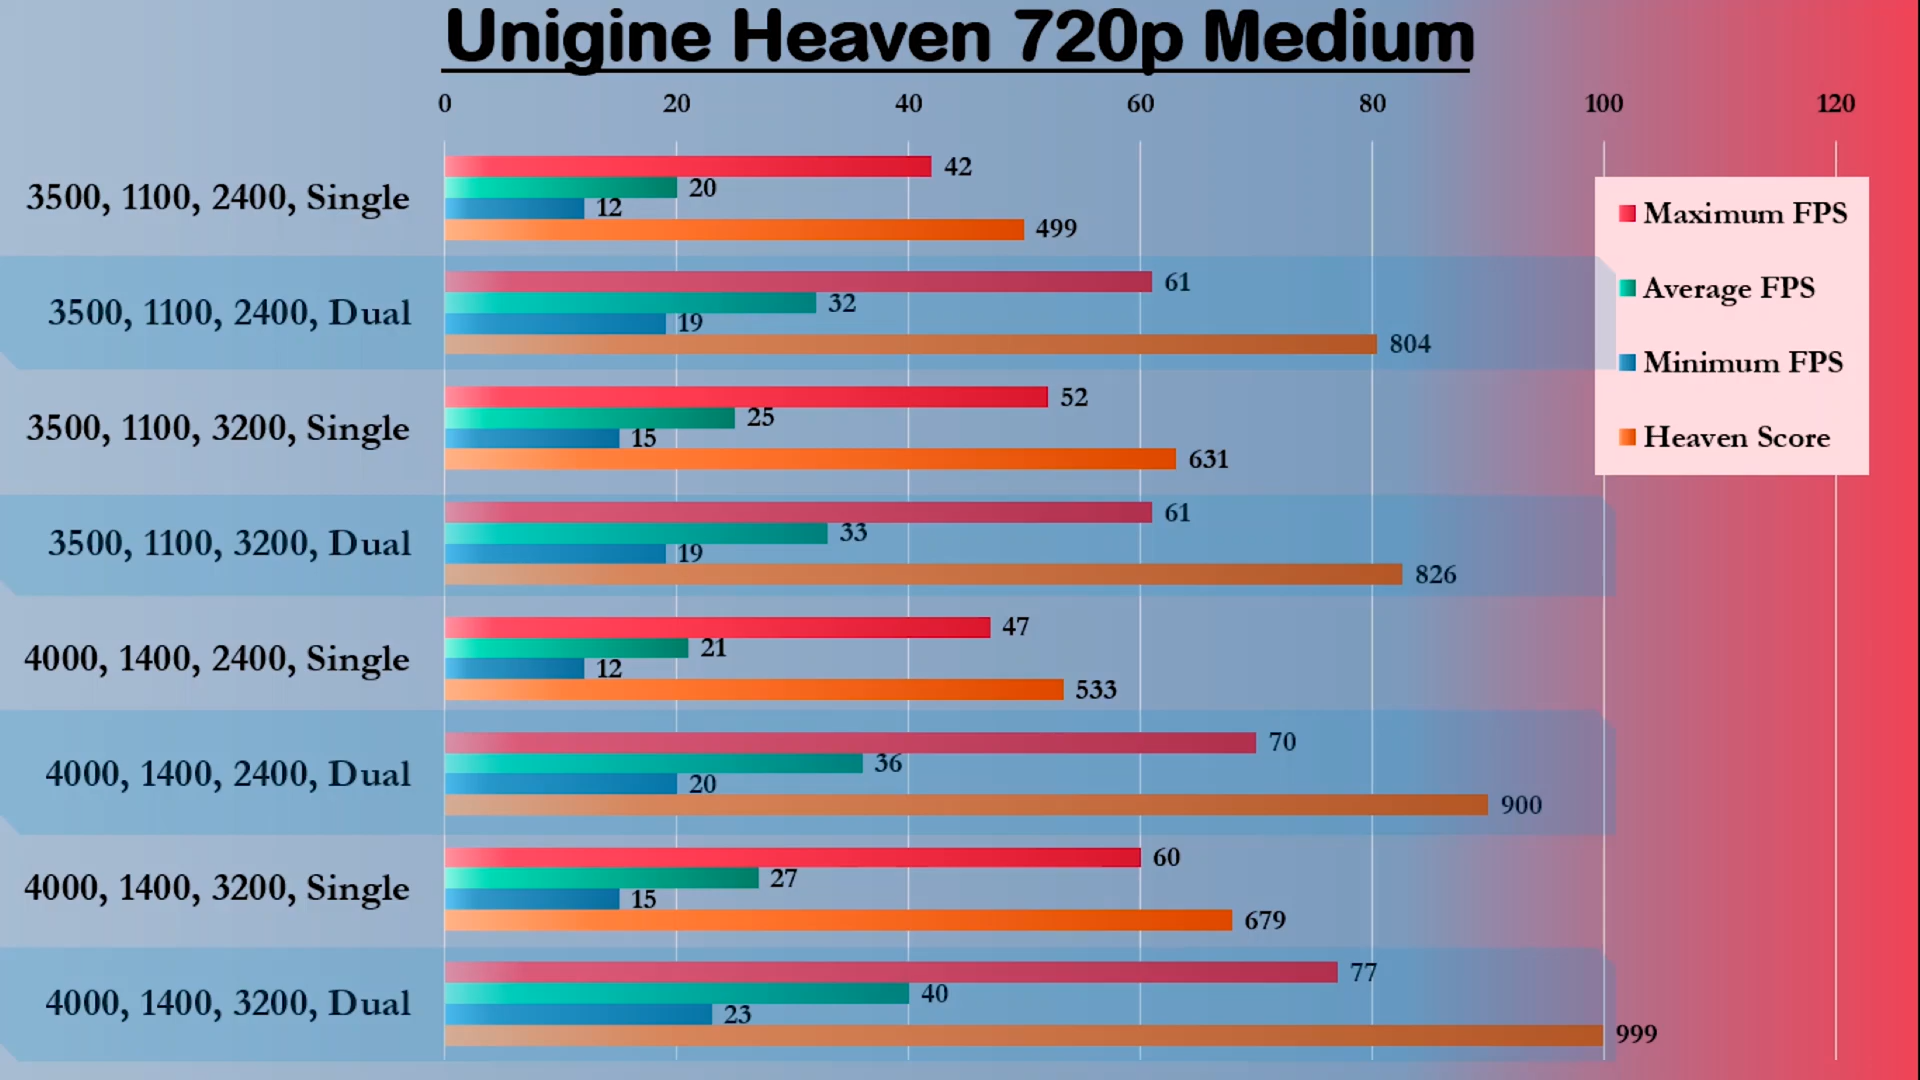 Unigine Heaven 720p Medium
0 20 40 60 80 100 120
3500, 1100, 2400, Single
42
20
12
499
3500, 1100, 2400, Dual
61
32
19
804
3500, 1100, 3200, Single
52
25
15
631
3500, 1100, 3200, Dual
61
33
19
826
4000, 1400, 2400, Single
47
21
12
533
4000, 1400, 2400, Dual
70
36
20
900
4000, 1400, 3200, Single
60
27
15
679
4000, 1400, 3200, Dual
77
40
23
999
Maximum FPS
Average FPS
Minimum FPS
Heaven Score